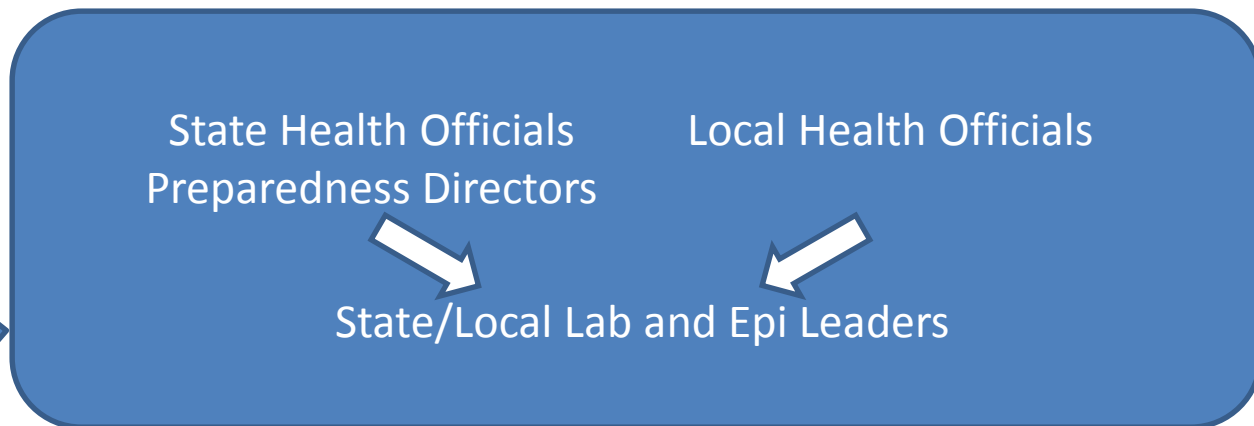 State Health Officials
Preparedness Directors
Local Health Officials
State/Local Lab and Epi Leaders